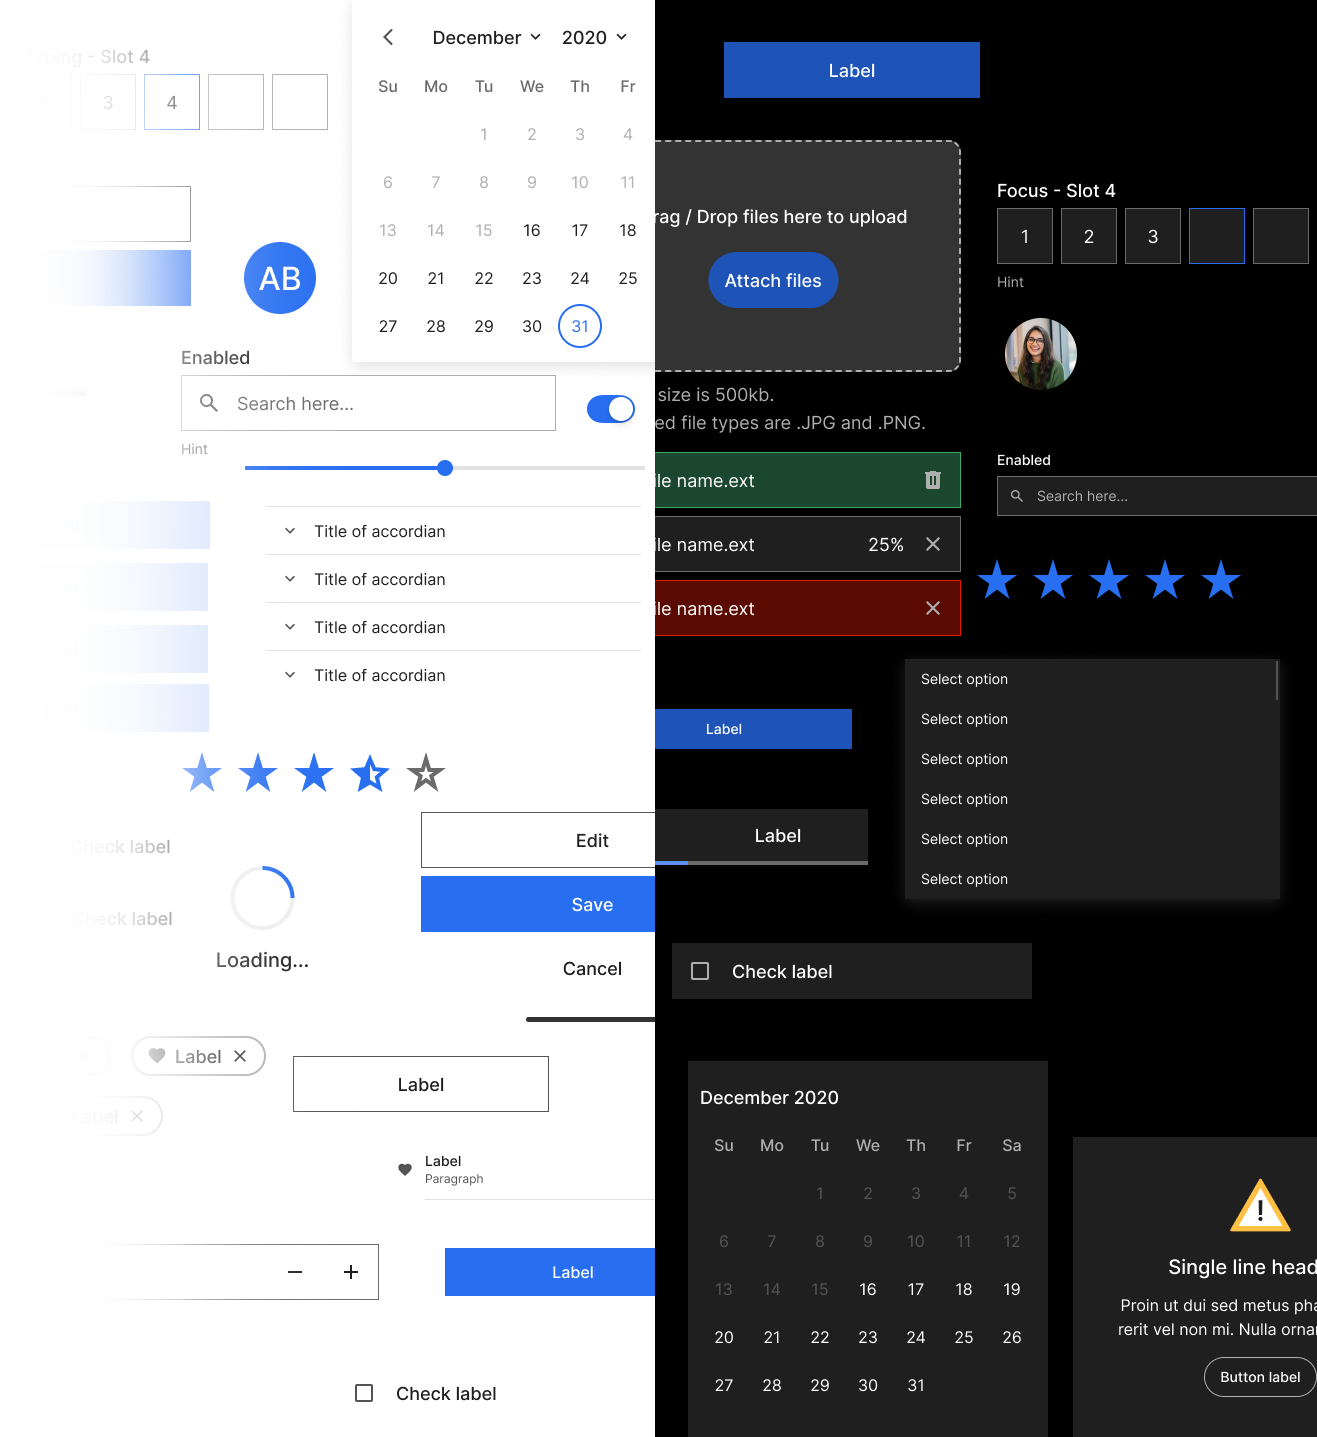 - Slot 4
3
4
December
2020
Su Mo Tu We Th Fr
1 2 3 4
6 7 8 9 10 11
13 14 15 16 17 18
20 21 22 23 24 25
27 28 29 30 31
AB
Enabled
Search here...
Hint
Title of accordian
Title of accordian
Title of accordian
Title of accordian
Check label
Check label
Loading...
Edit
Save
Cancel
Label
Label
Label
Label
Paragraph
Label
Check label
Label
rag / Drop files here to upload
Attach files
size is 500kb.
ed file types are .JPG and .PNG.
ile name.ext
ile name.ext 25%
ile name.ext
Focus - Slot 4
1 2 3
Hint
Enabled
Search here...
Label
Select option
Select option
Select option
Select option
Select option
Select option
Label
Check label
December 2020
Su Mo Tu We Th Fr Sa
1 2 3 4 5
6 7 8 9 10 11 12
13 14 15 16 17 18 19
20 21 22 23 24 25 26
27 28 29 30 31
Single line head
Proin ut dui sed metus pha
rerit vel non mi. Nulla orna
Button label